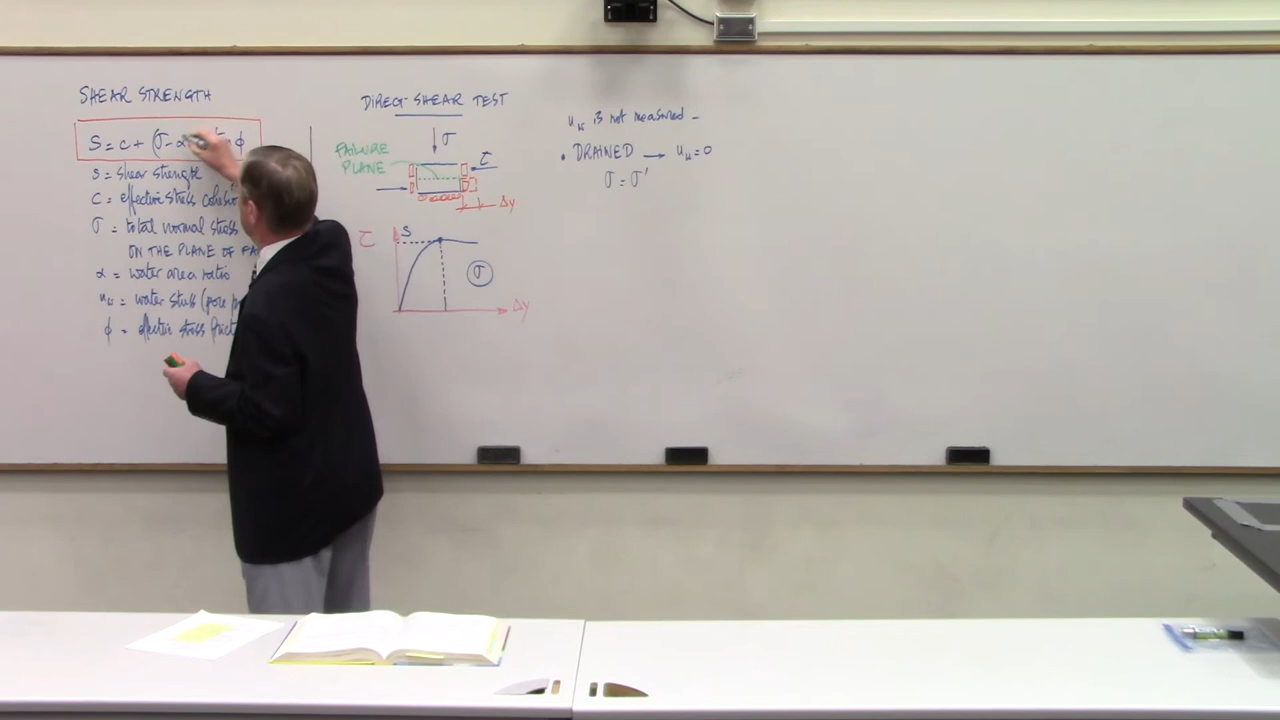 SHEAR STRENGTH
S = c + (σ - α tan ϕ
S = shear strength
C = effective stress
σ = total normal stress
ON THE PLANE OF
α = water area ratio
uw = water stress (pore
ϕ = effective stress
DIRECT-SHEAR TEST
σ
FAILURE
PLANE
τ
Δy
τ
S
σ
Δy
uw is not measured -
• DRAINED → uw = 0
σ = σ'